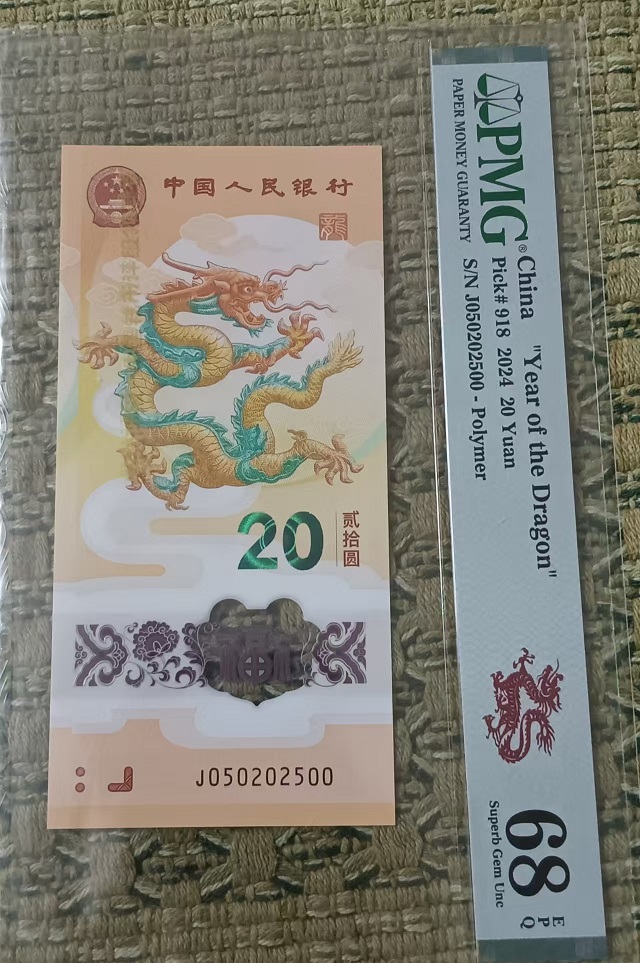 中国人民银行
龍
20
贰拾圆
福
J050202500
PMG®
PAPER MONEY GUARANTY
China "Year of the Dragon"
Pick# 918 2024 20 Yuan
S/N J050202500 - Polymer
68 EPQ
Superb Gem Unc